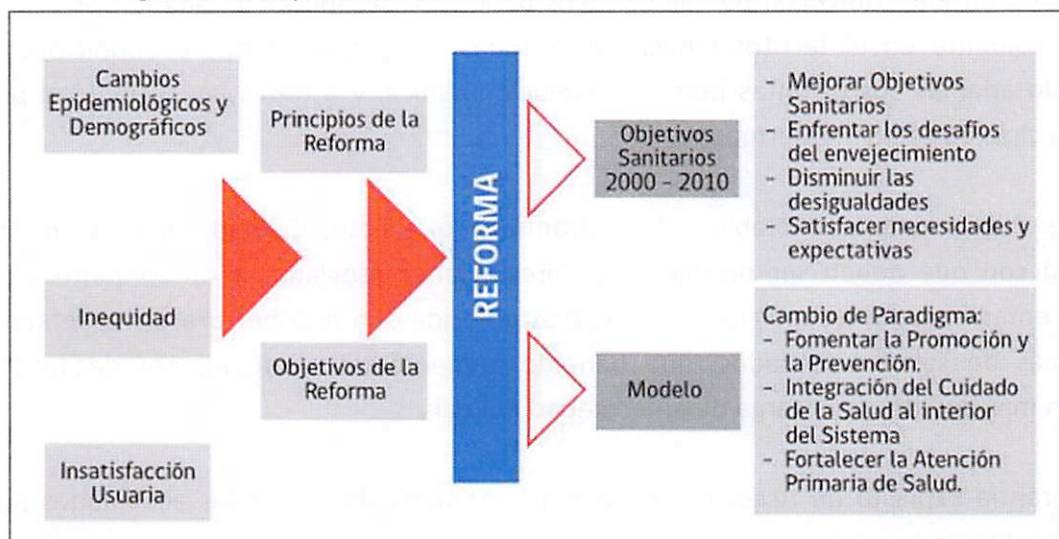 Cambios
Epidemiológicos y
Demográficos
Inequidad
Insatisfacción
Usuaria
Principios de la
Reforma
Objetivos de la
Reforma
REFORMA
Objetivos
Sanitarios
2000 - 2010
Modelo
- Mejorar Objetivos
Sanitarios
- Enfrentar los desafíos
del envejecimiento
- Disminuir las
desigualdades
- Satisfacer necesidades y
expectativas
Cambio de Paradigma:
- Fomentar la Promoción y
la Prevención.
- Integración del Cuidado
de la Salud al interior
del Sistema
- Fortalecer la Atención
Primaria de Salud.